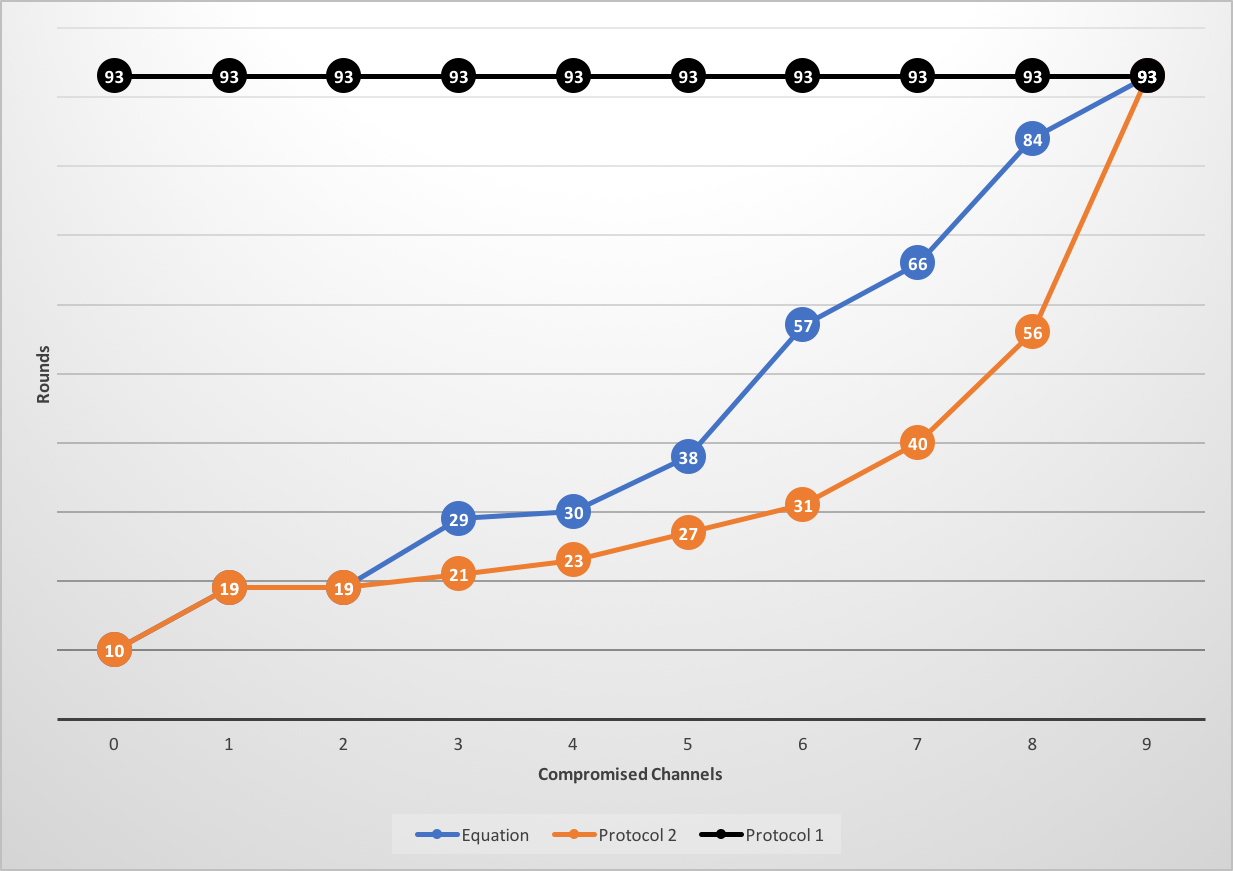 93 93 93 93 93 93 93 93 93 93
84
66
57
56
38
40
29 30
31
27
23
21
19 19
10
Rounds
0 1 2 3 4 5 6 7 8 9
Compromised Channels
Equation Protocol 2 Protocol 1